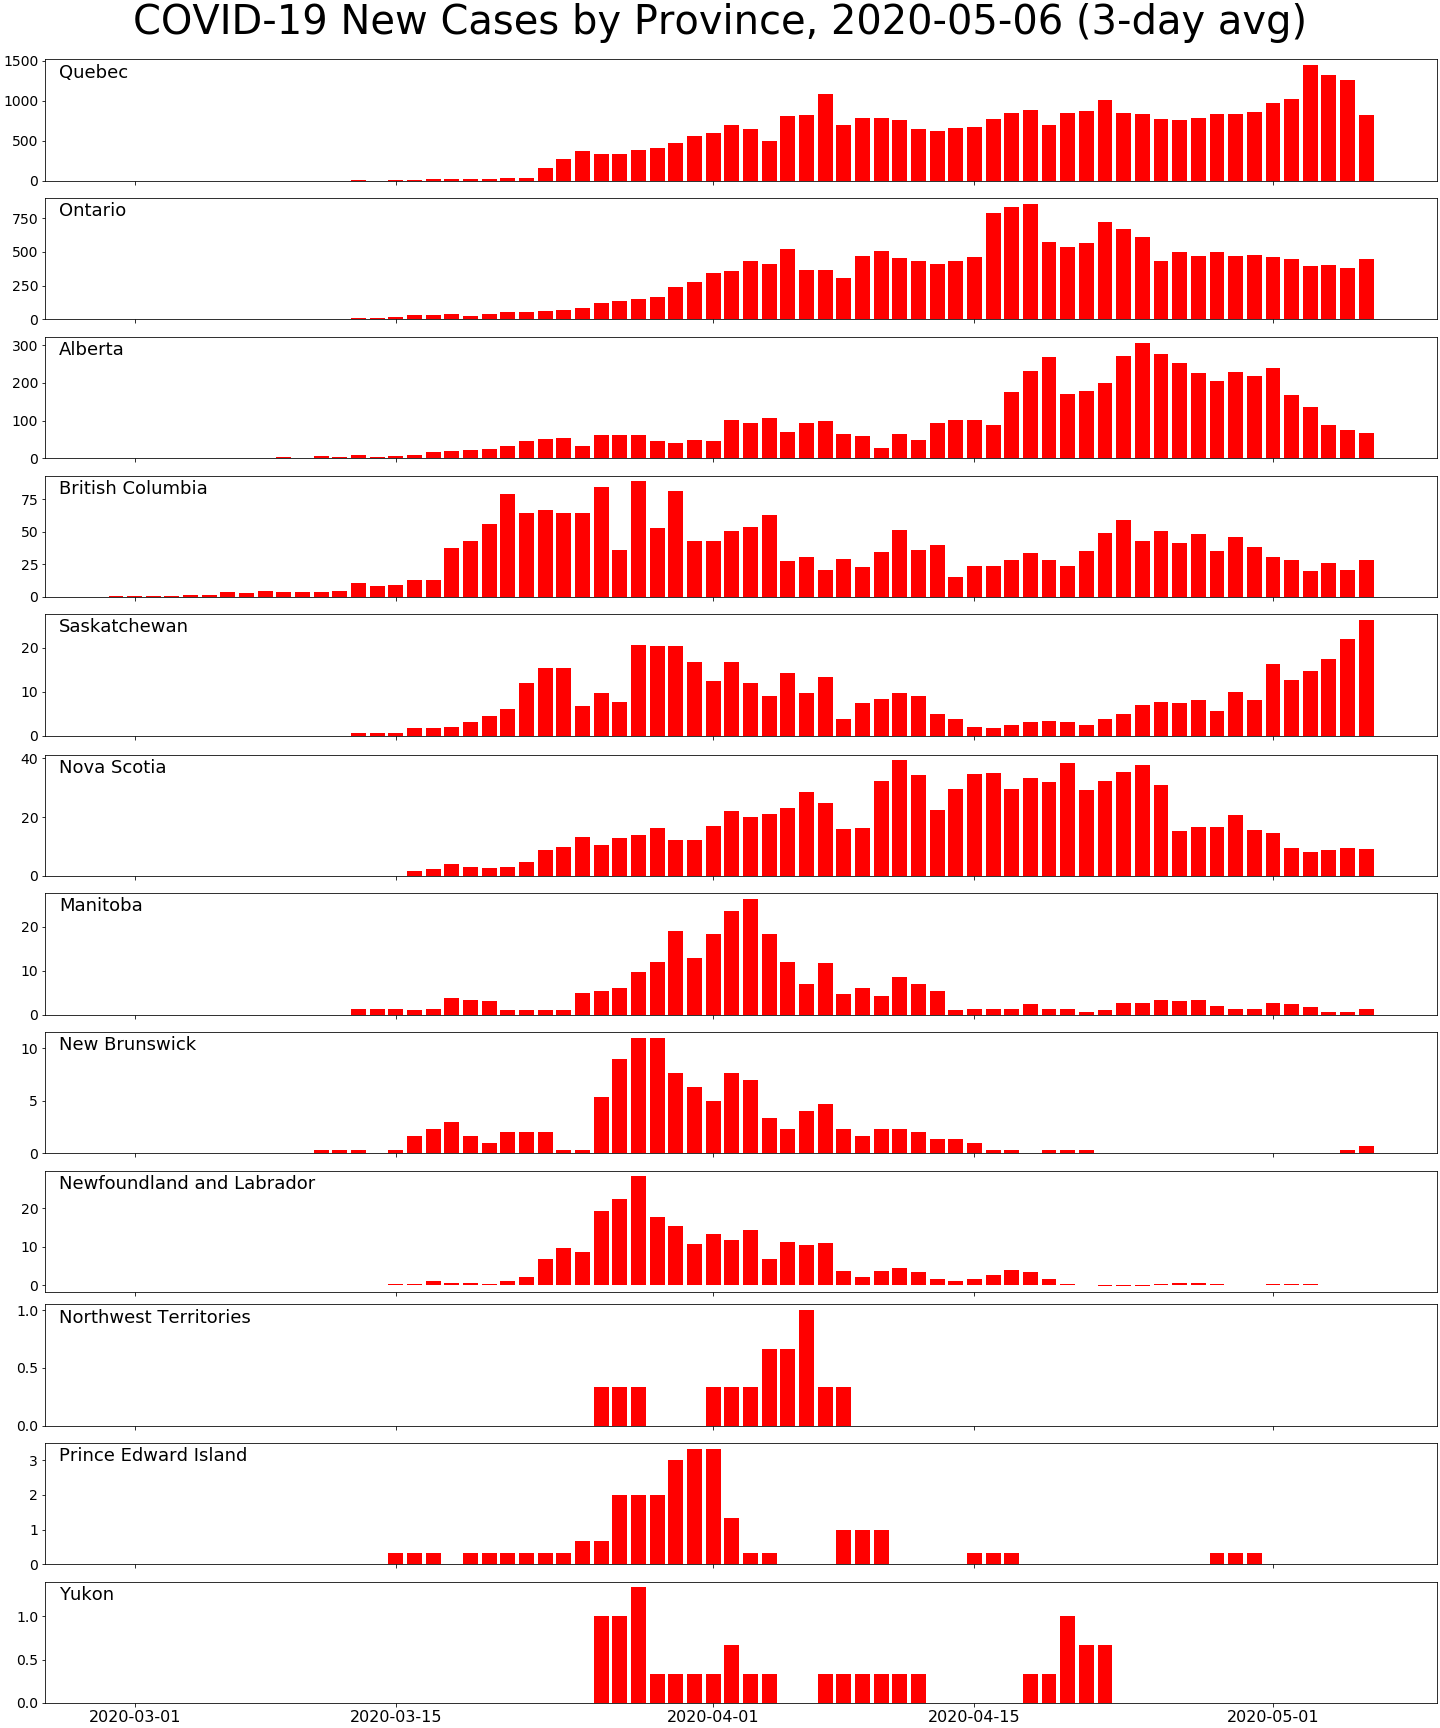 COVID-19 New Cases by Province, 2020-05-06 (3-day avg)
1500
1000
500
0
Quebec
750
500
250
0
Ontario
300
200
100
0
Alberta
75
50
25
0
British Columbia
20
10
0
Saskatchewan
40
20
0
Nova Scotia
20
10
0
Manitoba
10
5
0
New Brunswick
20
10
0
Newfoundland and Labrador
1.0
0.5
0.0
Northwest Territories
3
2
1
0
Prince Edward Island
1.0
0.5
0.0
Yukon
2020-03-01 2020-03-15 2020-04-01 2020-04-15 2020-05-01